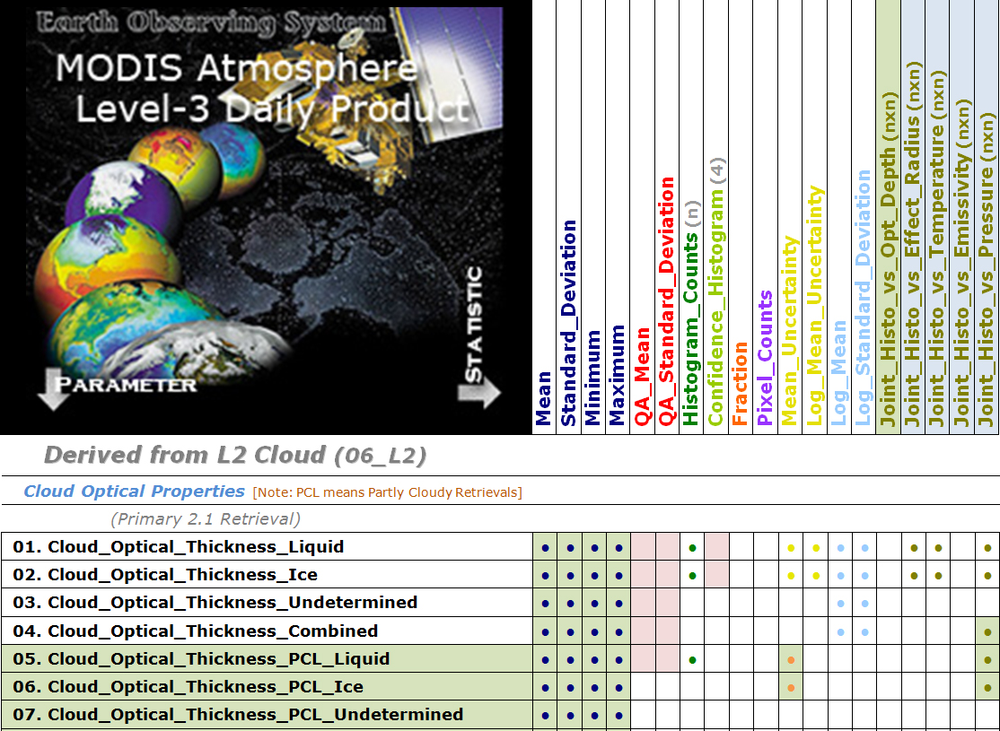 Earth Observing System
MODIS Atmosphere
Level-3 Daily Product
STATISTIC
PARAMETER
Mean
Standard_Deviation
Minimum
Maximum
QA_Mean
QA_Standard_Deviation
Histogram_Counts (n)
Confidence_Histogram (4)
Fraction
Pixel_Counts
Mean_Uncertainty
Log_Mean_Uncertainty
Log_Mean
Log_Standard_Deviation
Joint_Histo_vs_Opt_Depth (nxn)
Joint_Histo_vs_Effect_Radius (nxn)
Joint_Histo_vs_Temperature (nxn)
Joint_Histo_vs_Emissivity (nxn)
Joint_Histo_vs_Pressure (nxn)
Derived from L2 Cloud (06_L2)
Cloud Optical Properties [Note: PCL means Partly Cloudy Retrievals]
(Primary 2.1 Retrieval)
01. Cloud_Optical_Thickness_Liquid
02. Cloud_Optical_Thickness_Ice
03. Cloud_Optical_Thickness_Undetermined
04. Cloud_Optical_Thickness_Combined
05. Cloud_Optical_Thickness_PCL_Liquid
06. Cloud_Optical_Thickness_PCL_Ice
07. Cloud_Optical_Thickness_PCL_Undetermined